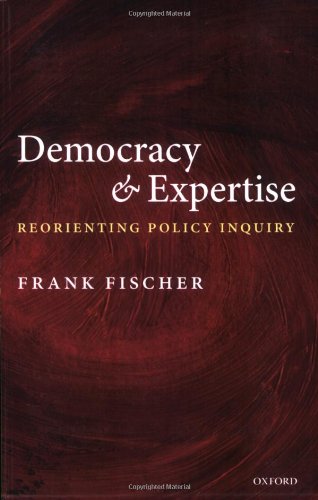 Democracy
& Expertise
REORIENTING POLICY INQUIRY
FRANK FISCHER
OXFORD